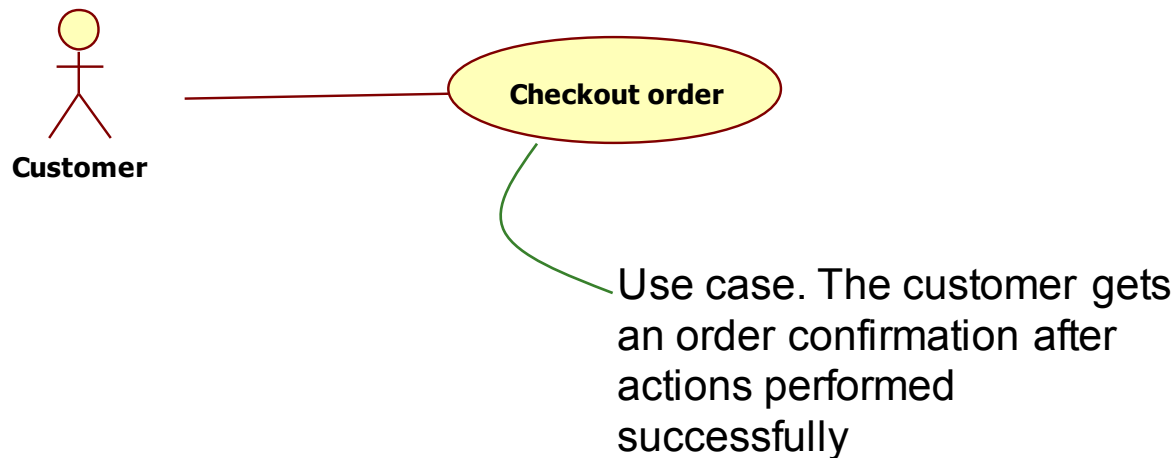 Checkout order
Customer
Use case. The customer gets
an order confirmation after
actions performed
successfully